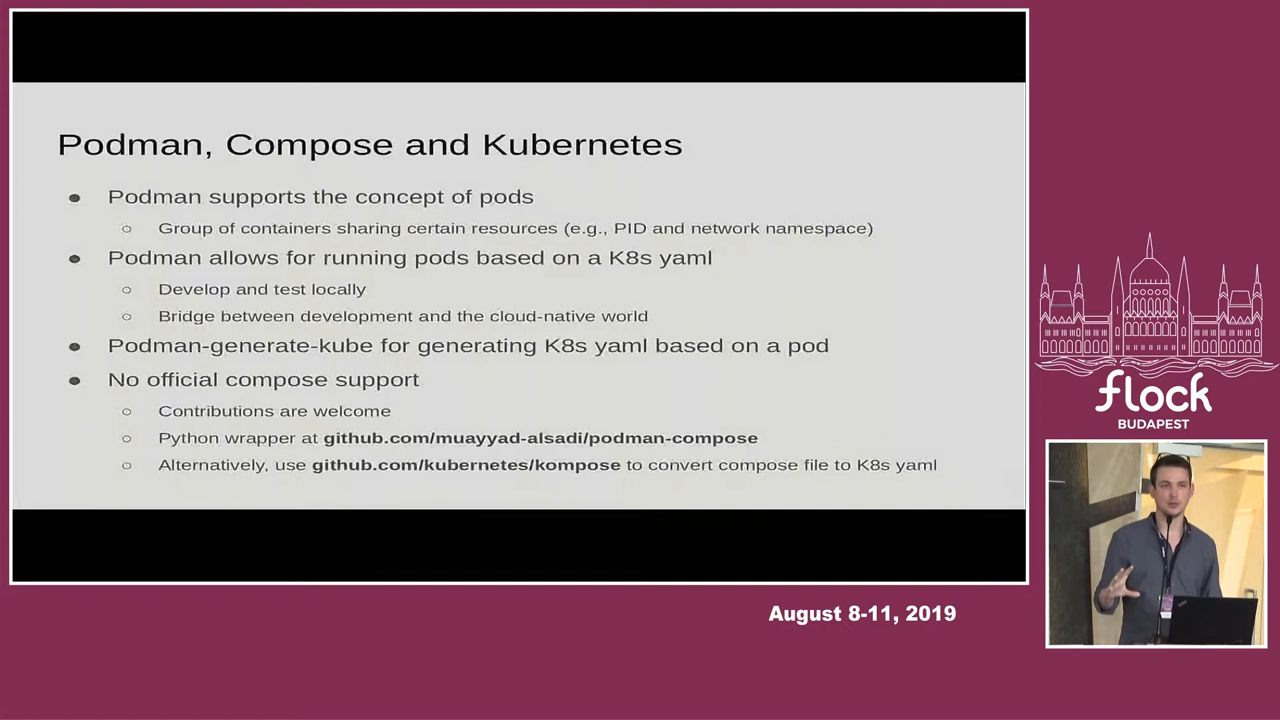 Podman, Compose and Kubernetes
● Podman supports the concept of pods
○ Group of containers sharing certain resources (e.g., PID and network namespace)
● Podman allows for running pods based on a K8s yaml
○ Develop and test locally
○ Bridge between development and the cloud-native world
● Podman-generate-kube for generating K8s yaml based on a pod
● No official compose support
○ Contributions are welcome
○ Python wrapper at github.com/muayyad-alsadi/podman-compose
○ Alternatively, use github.com/kubernetes/kompose to convert compose file to K8s yaml
flock
BUDAPEST
August 8-11, 2019